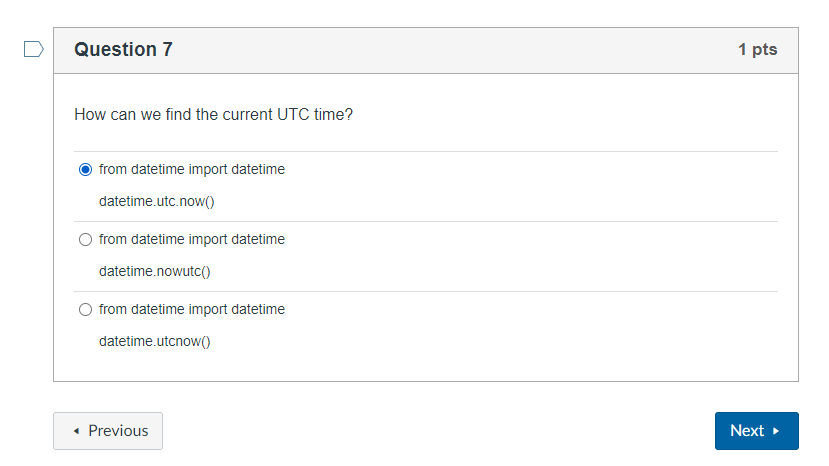 Question 7
1 pts
How can we find the current UTC time?
from datetime import datetime
datetime.utc.now()
from datetime import datetime
datetime.nowutc()
from datetime import datetime
datetime.utcnow()
◂ Previous
Next ▸